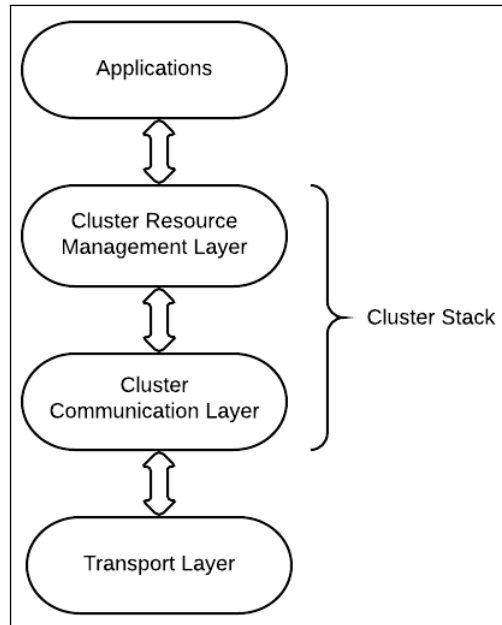 Applications
Cluster Resource
Management Layer
Cluster Stack
Cluster
Communication Layer
Transport Layer